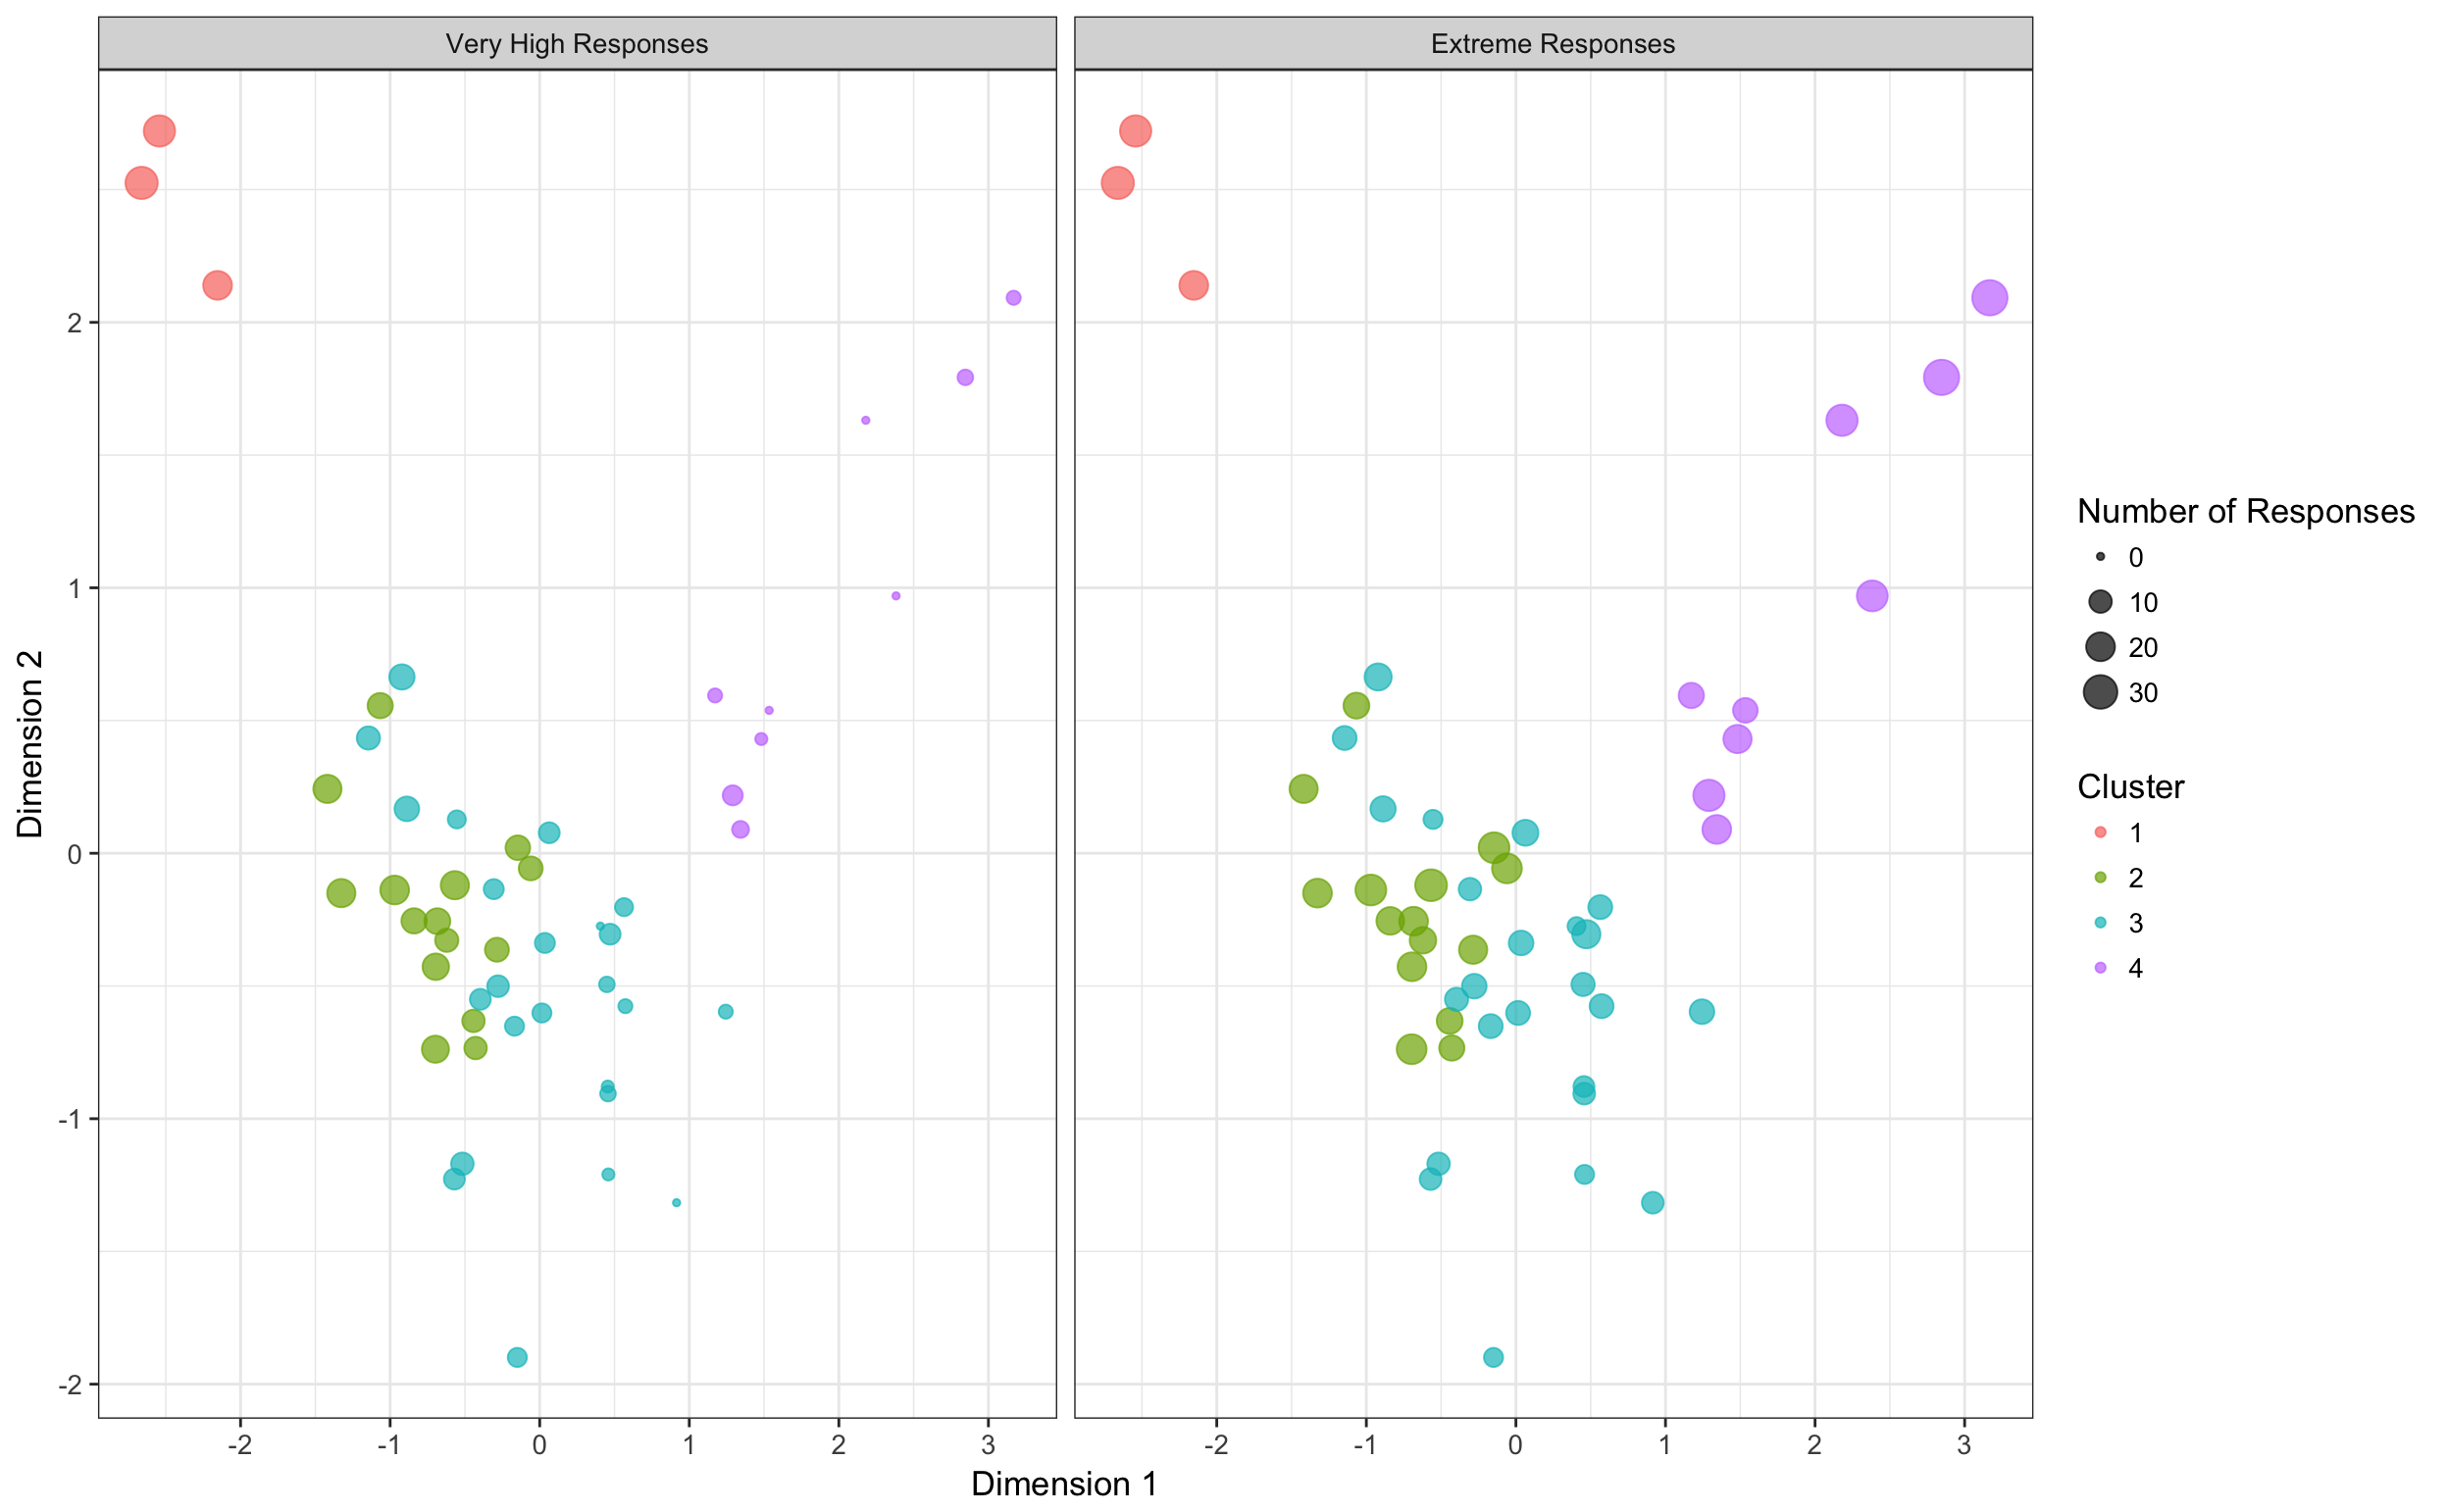 Very High Responses
Extreme Responses
Dimension 2
2
1
0
-1
-2
-2 -1 0 1 2 3
-2 -1 0 1 2 3
Dimension 1
Number of Responses
0
10
20
30
Cluster
1
2
3
4